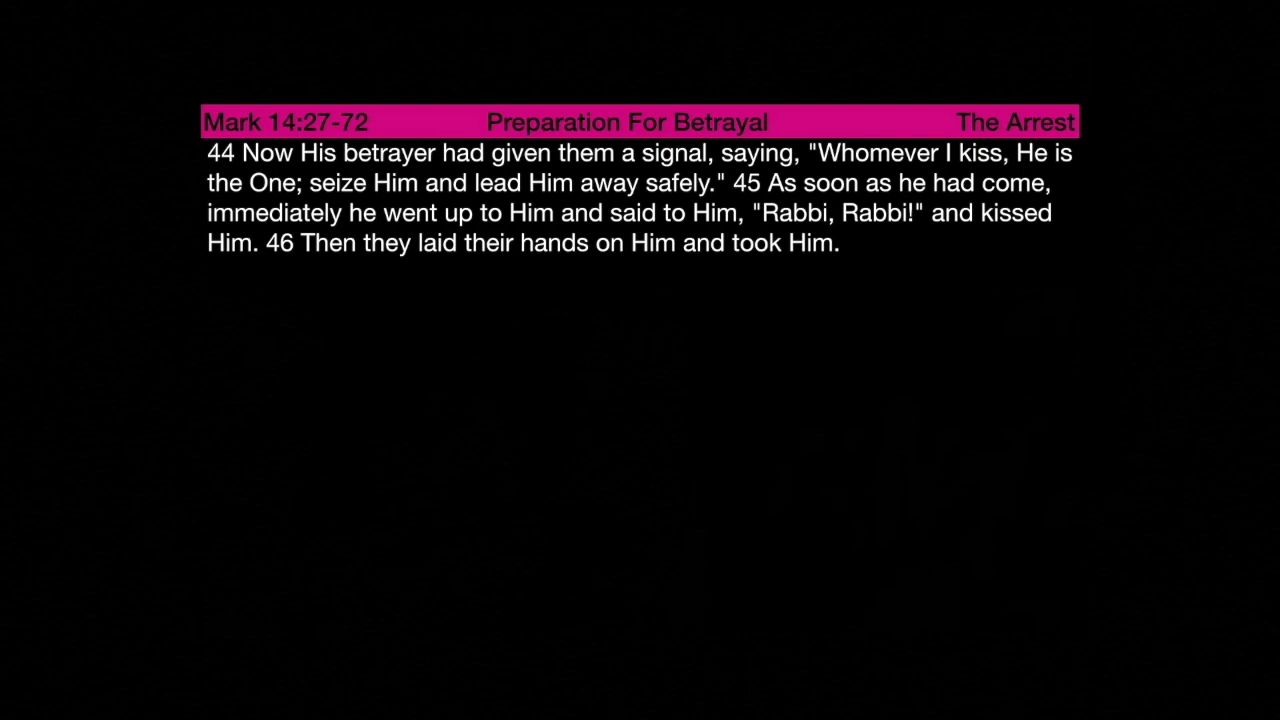 Mark 14:27-72 Preparation For Betrayal The Arrest
44 Now His betrayer had given them a signal, saying, "Whomever I kiss, He is
the One; seize Him and lead Him away safely." 45 As soon as he had come,
immediately he went up to Him and said to Him, "Rabbi, Rabbi!" and kissed
Him. 46 Then they laid their hands on Him and took Him.